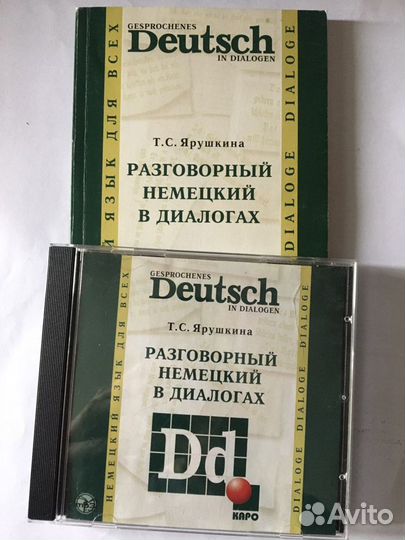 GESPROCHENES
Deutsch
IN DIALOGEN
Т.С. Ярушкина
РАЗГОВОРНЫЙ
НЕМЕЦКИЙ
В ДИАЛОГАХ
Й ЯЗЫК ДЛЯ ВСЕХ
DIALOGE DIALOGE
GESPROCHENES
Deutsch
IN DIALOGEN
Т.С. Ярушкина
РАЗГОВОРНЫЙ
НЕМЕЦКИЙ
В ДИАЛОГАХ
Dd
КАРО
НЕМЕЦКИЙ ЯЗЫК ДЛЯ ВСЕХ
DIALOGE DIALOGE DIALOGE
Avito